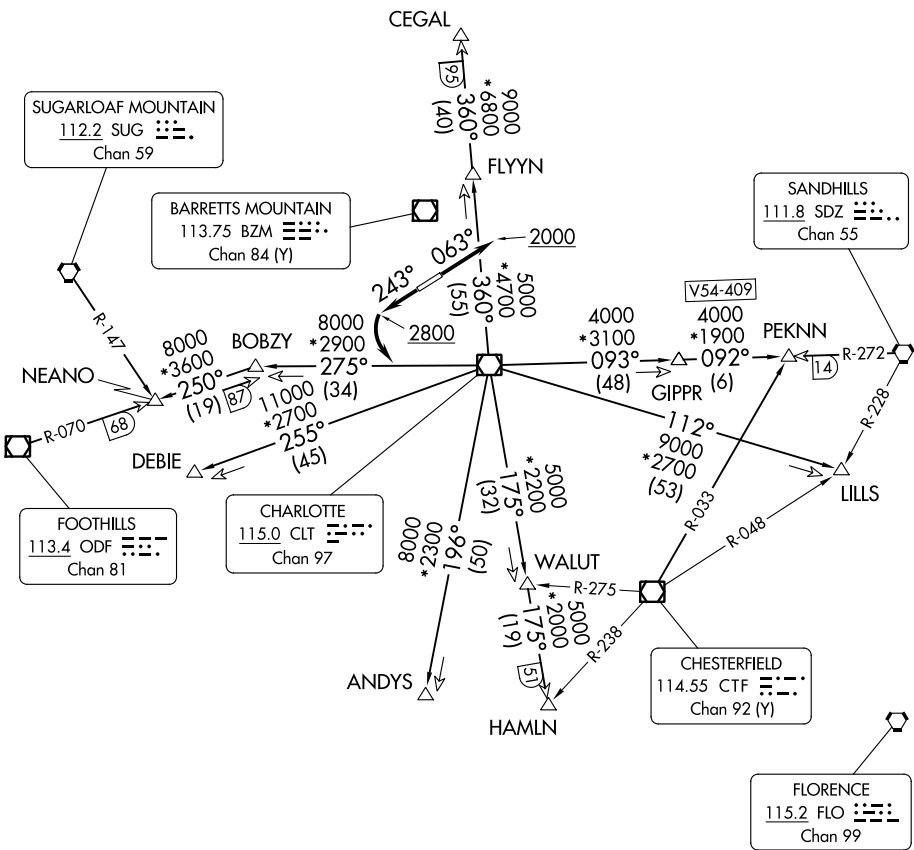 CEGAL
95
360°
(40)
9000
*6800
FLYYN
SUGARLOAF MOUNTAIN
112.2 SUG
Chan 59
BARRETTS MOUNTAIN
113.75 BZM
Chan 84 (Y)
SANDHILLS
111.8 SDZ
Chan 55
243°
063°
2000
2800
5000
*4700
360°
(55)
R-147
NEANO
8000
*3600
250°
(19)
87
BOBZY
8000
*2900
275°
(34)
4000
*3100
093°
(48)
GIPPR
V54-409
4000
*1900
092°
(6)
PEKNN
14
R-272
R-228
R-070
68
DEBIE
11000
*2700
255°
(45)
112°
9000
*2700
(53)
LILLS
FOOTHILLS
113.4 ODF
Chan 81
CHARLOTTE
115.0 CLT
Chan 97
5000
*2200
175°
(32)
8000
*2300
196°
(50)
R-033
R-048
WALUT
R-275
5000
*2000
175°
(19)
51
R-238
ANDYS
HAMLN
CHESTERFIELD
114.55 CTF
Chan 92 (Y)
FLORENCE
115.2 FLO
Chan 99